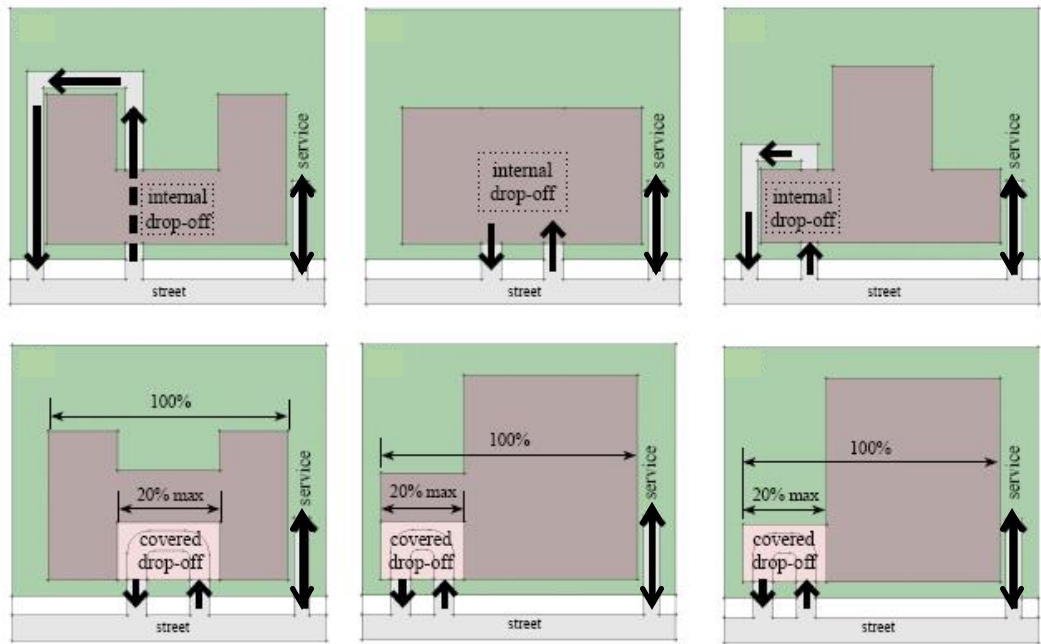 internal
drop-off
service
street
internal
drop-off
service
street
internal
drop-off
service
street
100%
20% max
covered
drop-off
service
street
100%
20% max
covered
drop-off
service
street
100%
20% max
covered
drop-off
service
street